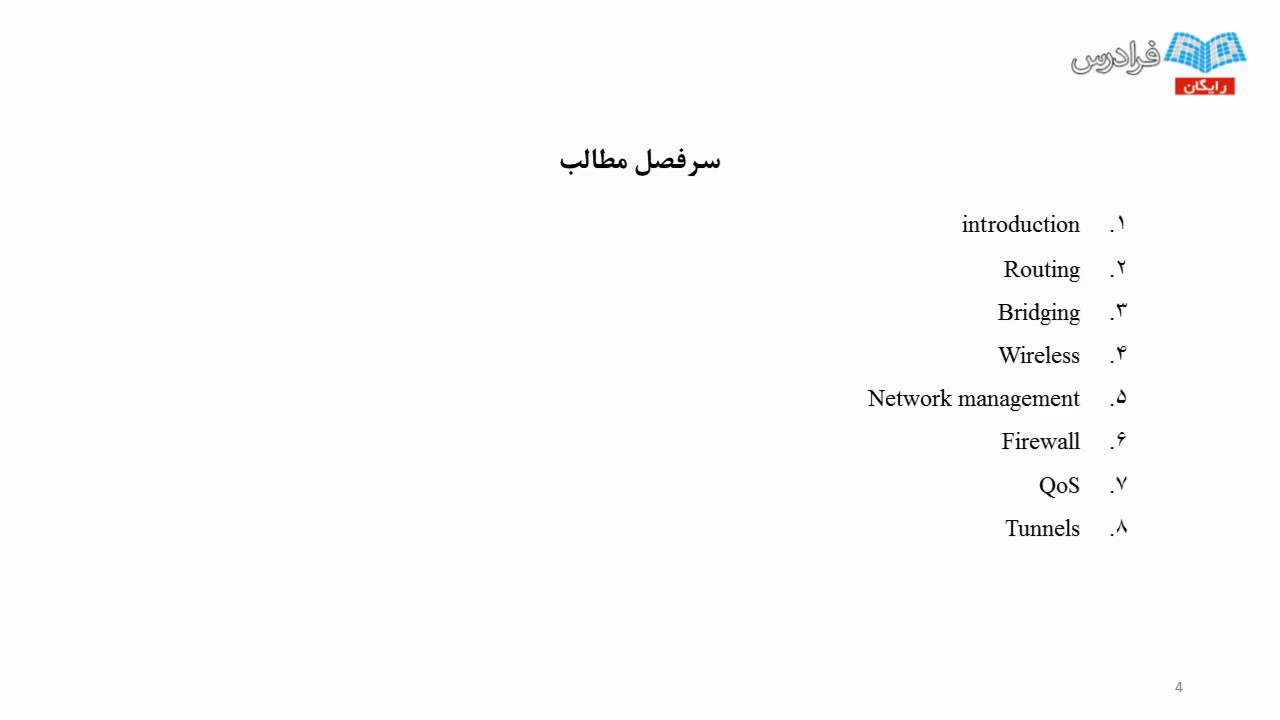 فرادرس
رایگان
سرفصل مطالب
۱. introduction
۲. Routing
۳. Bridging
۴. Wireless
۵. Network management
۶. Firewall
۷. QoS
۸. Tunnels
4